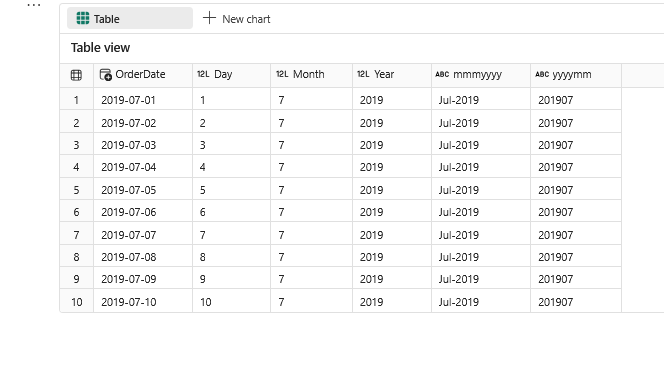 Table New chart
Table view
OrderDate 12L Day 12L Month 12L Year ABC mmmyyyy ABC yyyymm
1 2019-07-01 1 7 2019 Jul-2019 201907
2 2019-07-02 2 7 2019 Jul-2019 201907
3 2019-07-03 3 7 2019 Jul-2019 201907
4 2019-07-04 4 7 2019 Jul-2019 201907
5 2019-07-05 5 7 2019 Jul-2019 201907
6 2019-07-06 6 7 2019 Jul-2019 201907
7 2019-07-07 7 7 2019 Jul-2019 201907
8 2019-07-08 8 7 2019 Jul-2019 201907
9 2019-07-09 9 7 2019 Jul-2019 201907
10 2019-07-10 10 7 2019 Jul-2019 201907